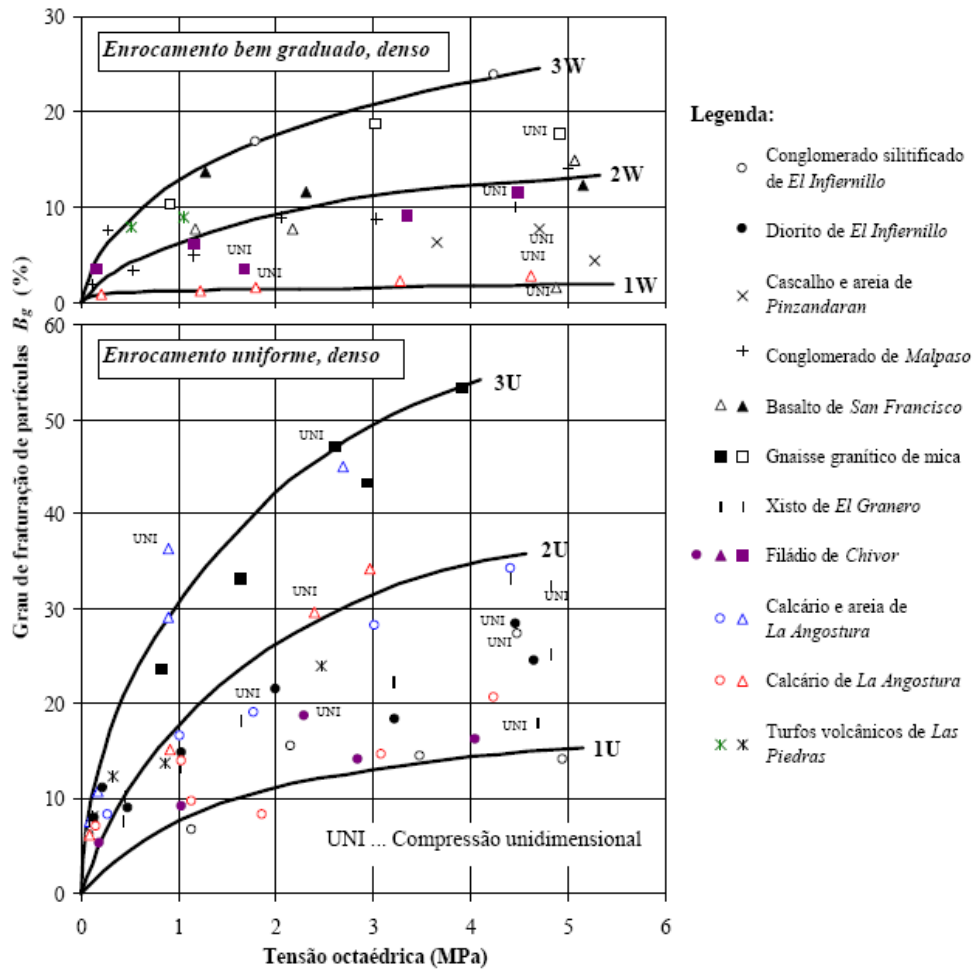 30
20
10
0
Enrocamento bem graduado, denso
3W
2W
1W
UNI
UNI
UNI
UNI
UNI
UNI
UNI
60
50
40
30
20
10
0
Enrocamento uniforme, denso
3U
2U
1U
UNI
UNI
UNI
UNI
UNI
UNI
UNI
UNI
UNI
UNI ... Compressão unidimensional
0 1 2 3 4 5 6
Tensão octaédrica (MPa)
Grau de fraturação de partículas Bg (%)
Legenda:
Conglomerado silitificado
de El Infiernillo
Diorito de El Infiernillo
Cascalho e areia de
Pinzandaran
Conglomerado de Malpaso
Basalto de San Francisco
Gnaisse granítico de mica
Xisto de El Granero
Filádio de Chivor
Calcário e areia de
La Angostura
Calcário de La Angostura
Turfos volcânicos de Las
Piedras